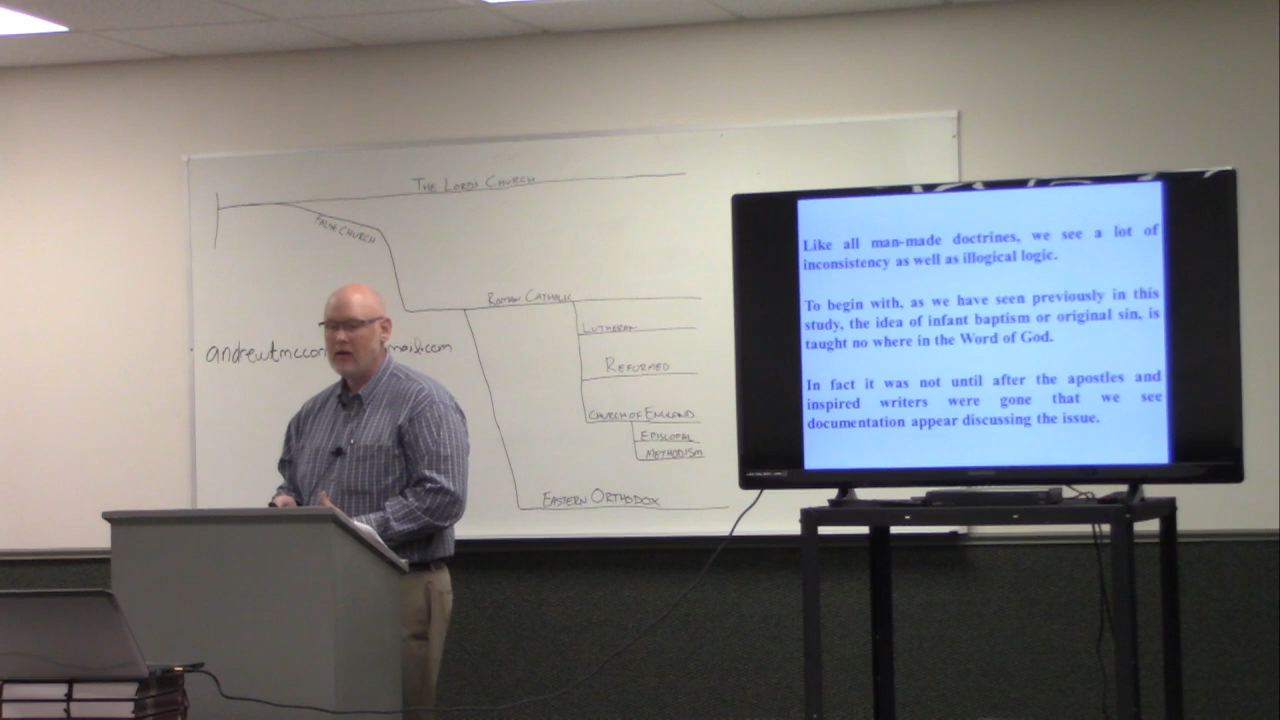 THE LORD'S CHURCH
FALSE CHURCH
ROMAN CATHOLIC
LUTHERAN
REFORMED
CHURCH OF ENGLAND
EPISCOPAL
METHODISM
EASTERN ORTHODOX
Like all man-made doctrines, we see a lot of
inconsistency as well as illogical logic.
To begin with, as we have seen previously in this
study, the idea of infant baptism or original sin, is
taught no where in the Word of God.
In fact it was not until after the apostles and
inspired writers were gone that we see
documentation appear discussing the issue.